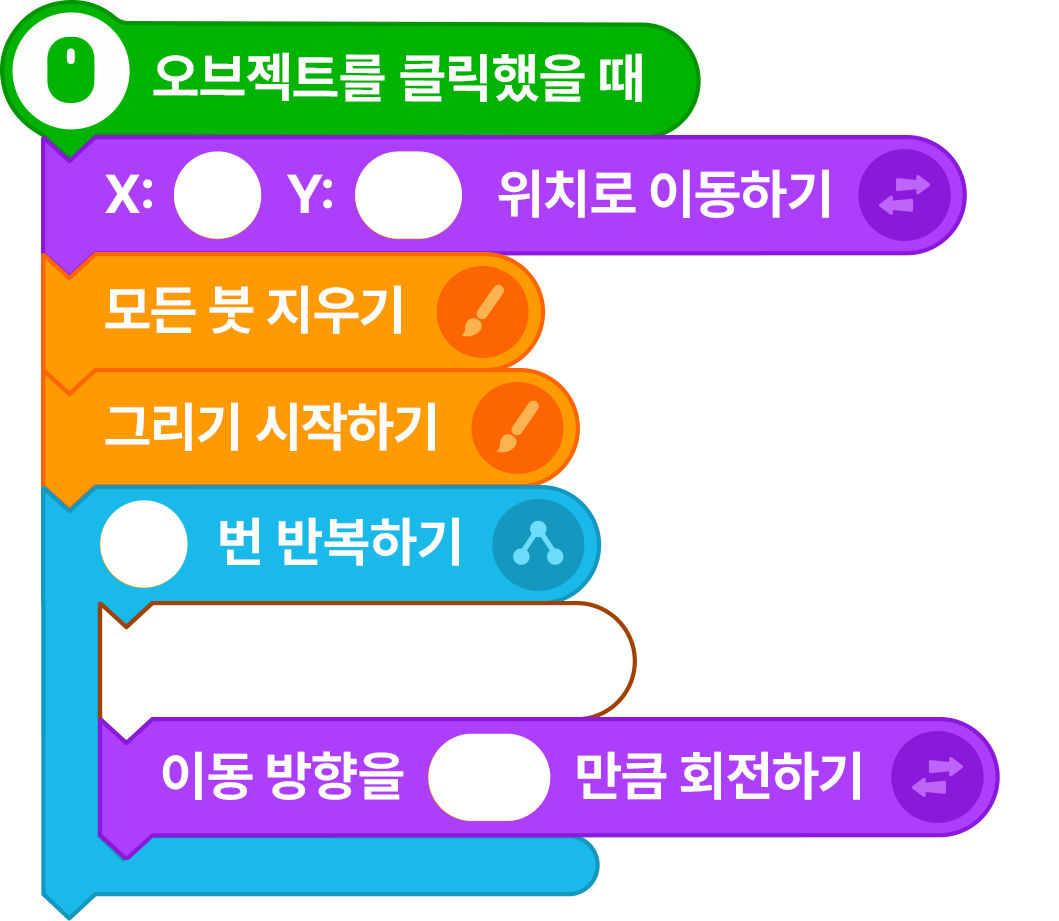 오브젝트를 클릭했을 때
X: Y: 위치로 이동하기
모든 붓 지우기
그리기 시작하기
번 반복하기
이동 방향을 만큼 회전하기